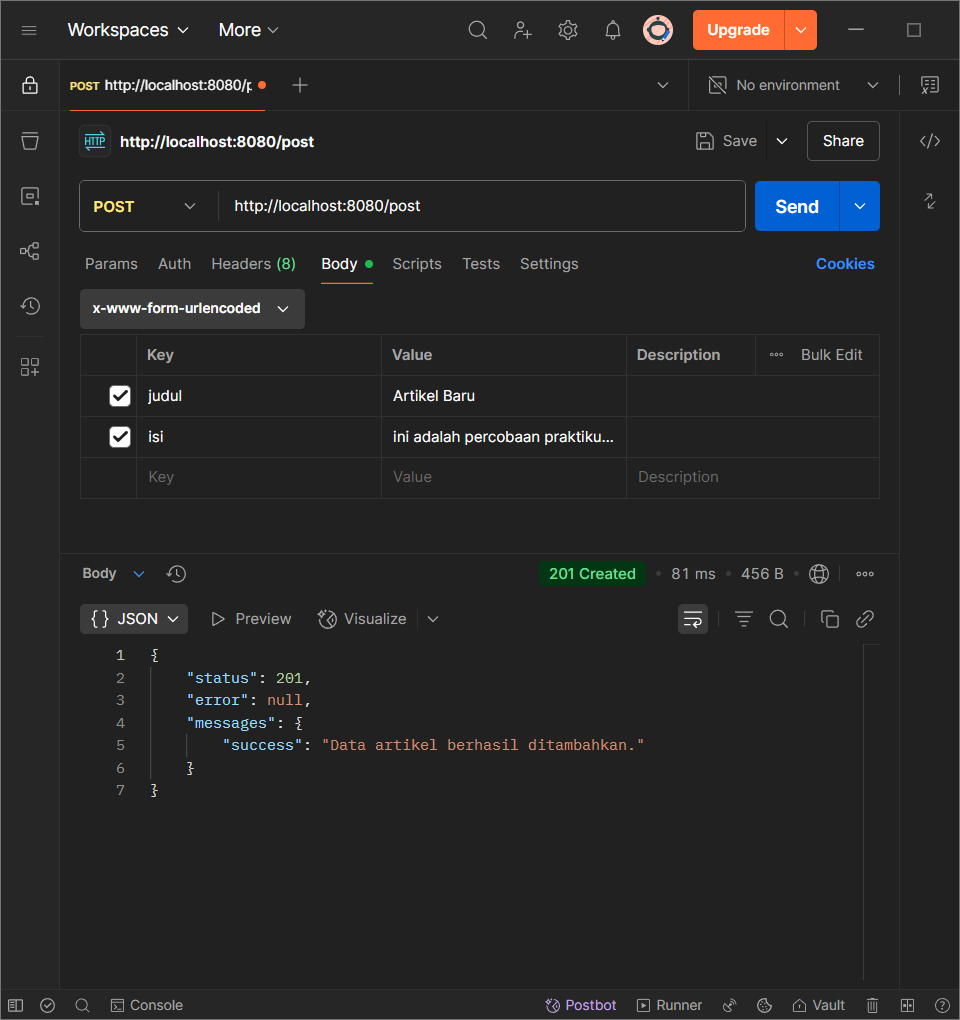 Workspaces More Upgrade
POST http://localhost:8080/p No environment
HTTP http://localhost:8080/post Save Share
POST http://localhost:8080/post Send
Params Auth Headers (8) Body Scripts Tests Settings Cookies
x-www-form-urlencoded
Key Value Description Bulk Edit
judul Artikel Baru
isi ini adalah percobaan praktiku...
Key Value Description
Body 201 Created 81 ms 456 B
{} JSON Preview Visualize
1 {
2 "status": 201,
3 "error": null,
4 "messages": {
5 "success": "Data artikel berhasil ditambahkan."
6 }
7 }
Console Postbot Runner Vault